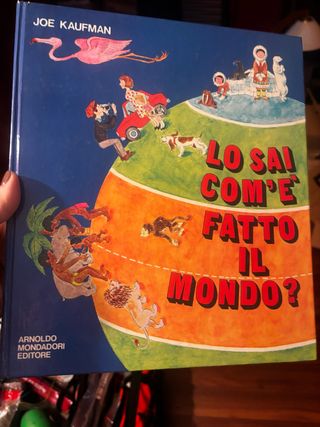 JOE KAUFMAN
LO SAI
COM'È
FATTO
IL
MONDO?
ARNOLDO
MONDADORI
EDITORE